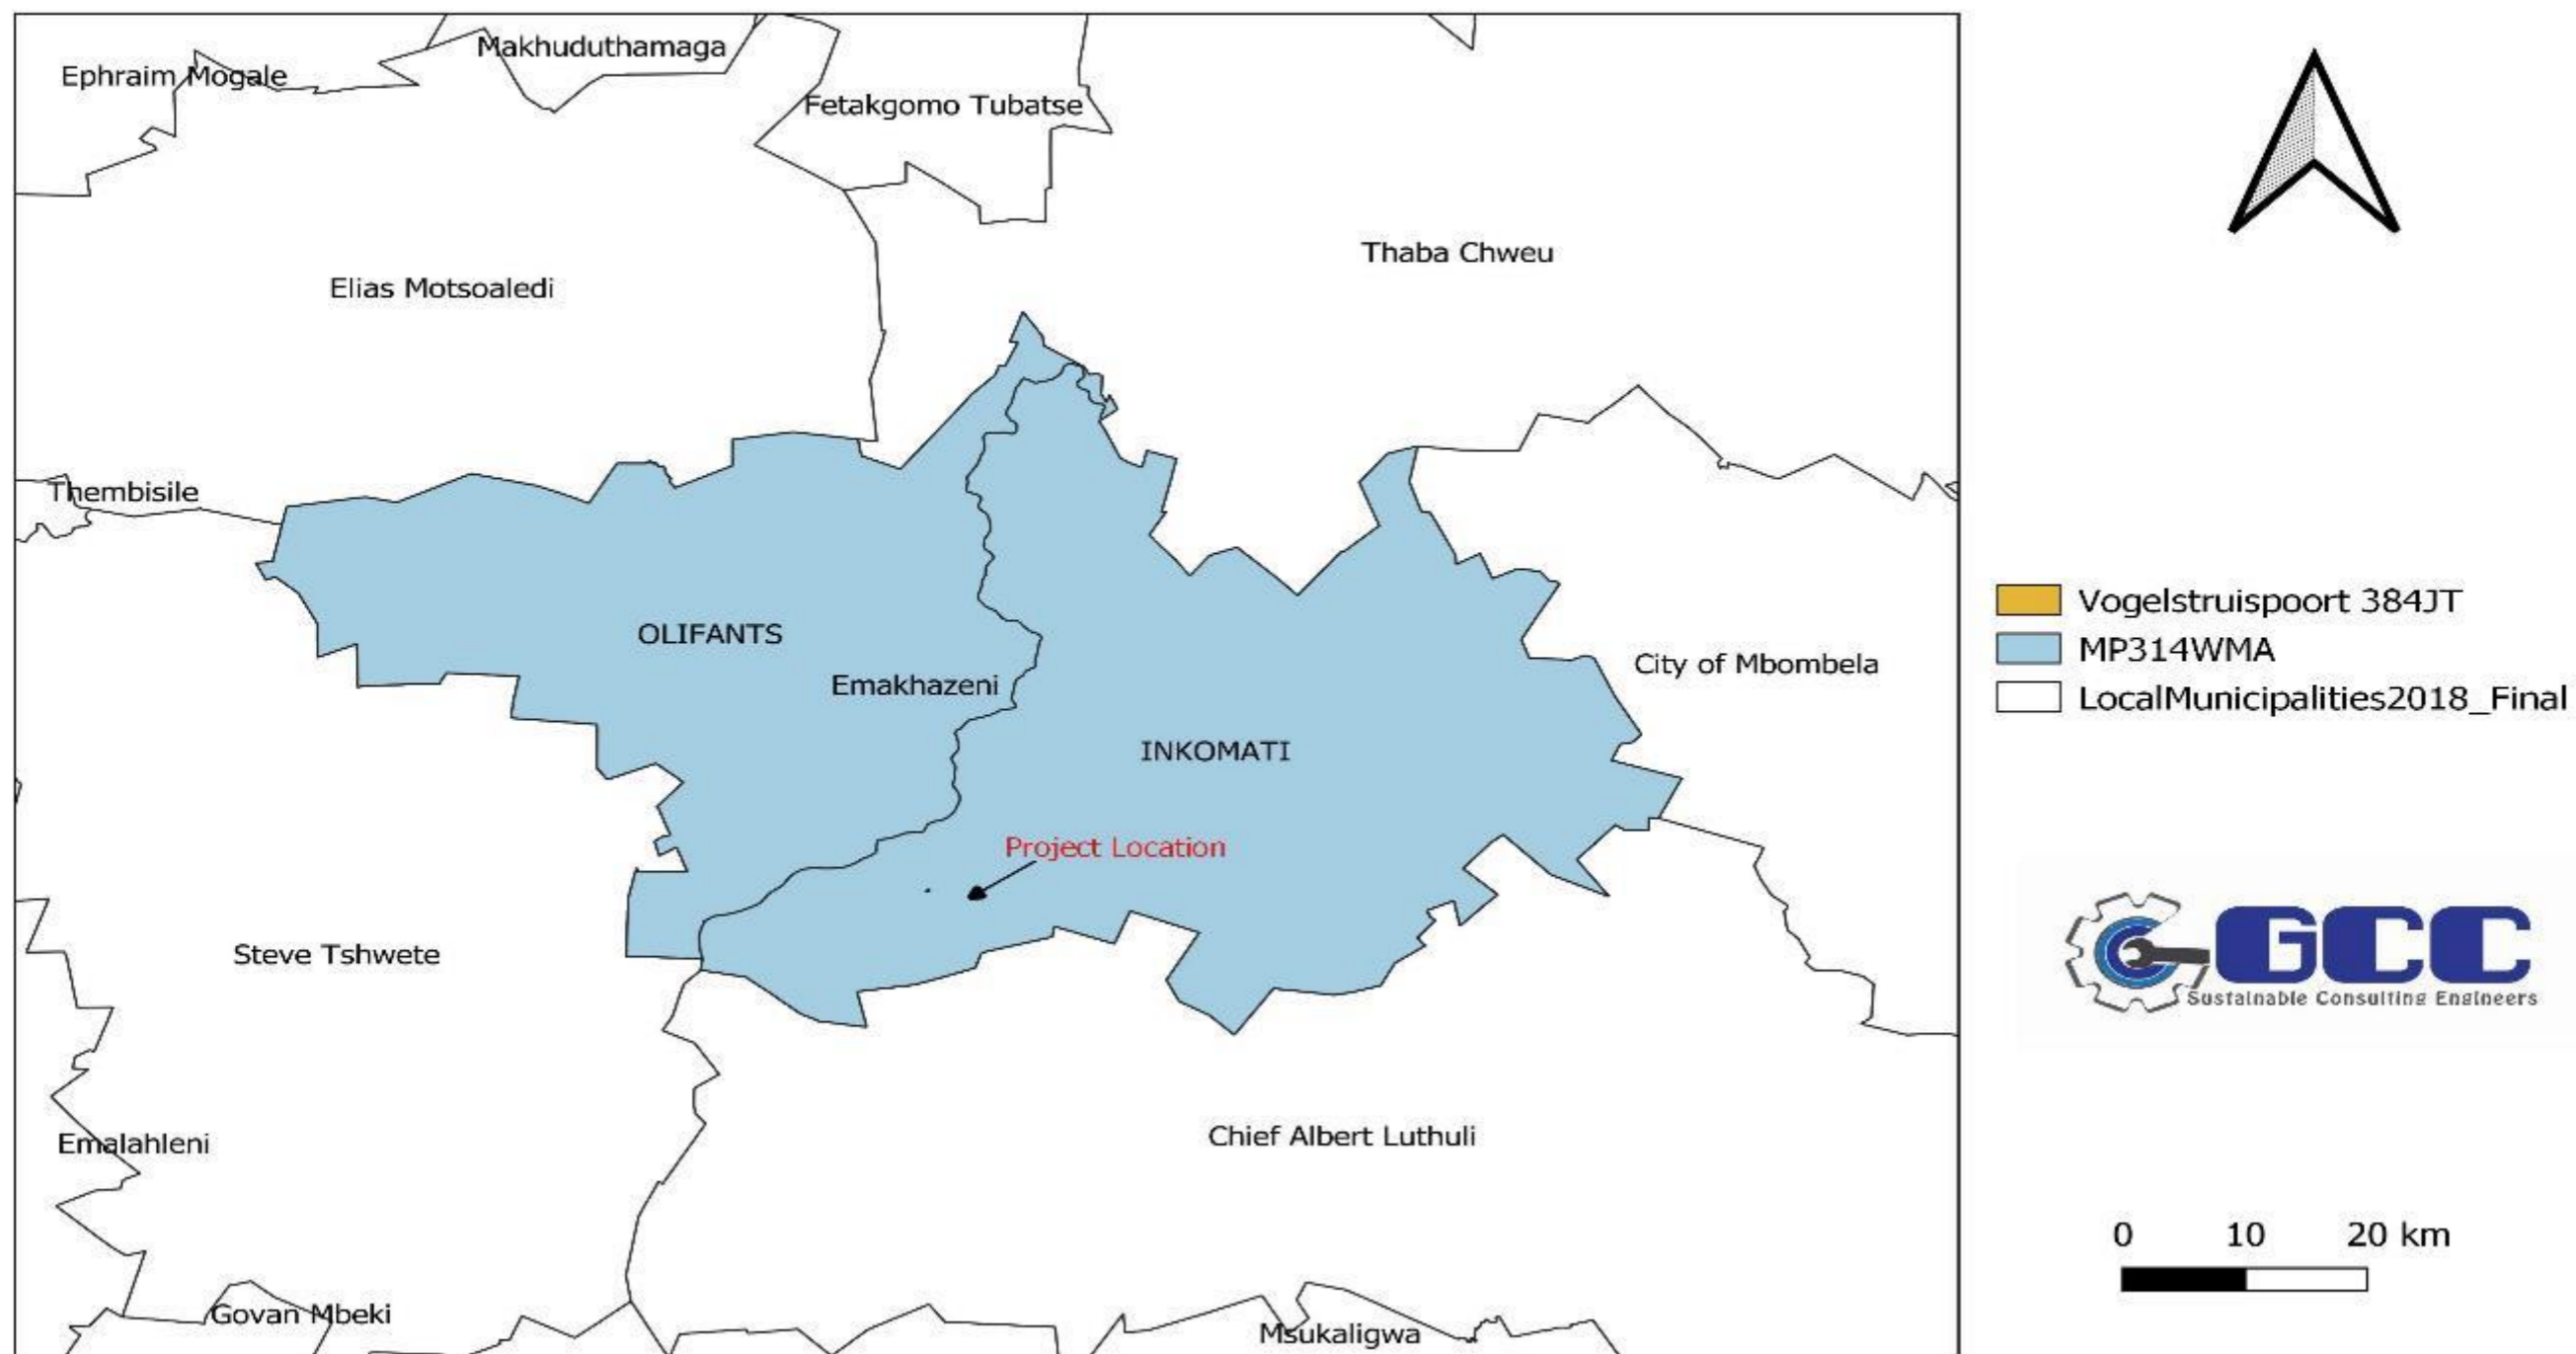 Makhuduthamaga
Ephraim Mogale
Fetakgomo Tubatse
Thaba Chweu
Elias Motsoaledi
Thembisile
OLIFANTS
Emakhazeni
City of Mbombela
INKOMATI
Project Location
Steve Tshwete
Emalahleni
Chief Albert Luthuli
Govan Mbeki
Msukaligwa
Vogelstruispoort 384JT
MP314WMA
LocalMunicipalities2018_Final
GCC
Sustainable Consulting Engineers
0 10 20 km